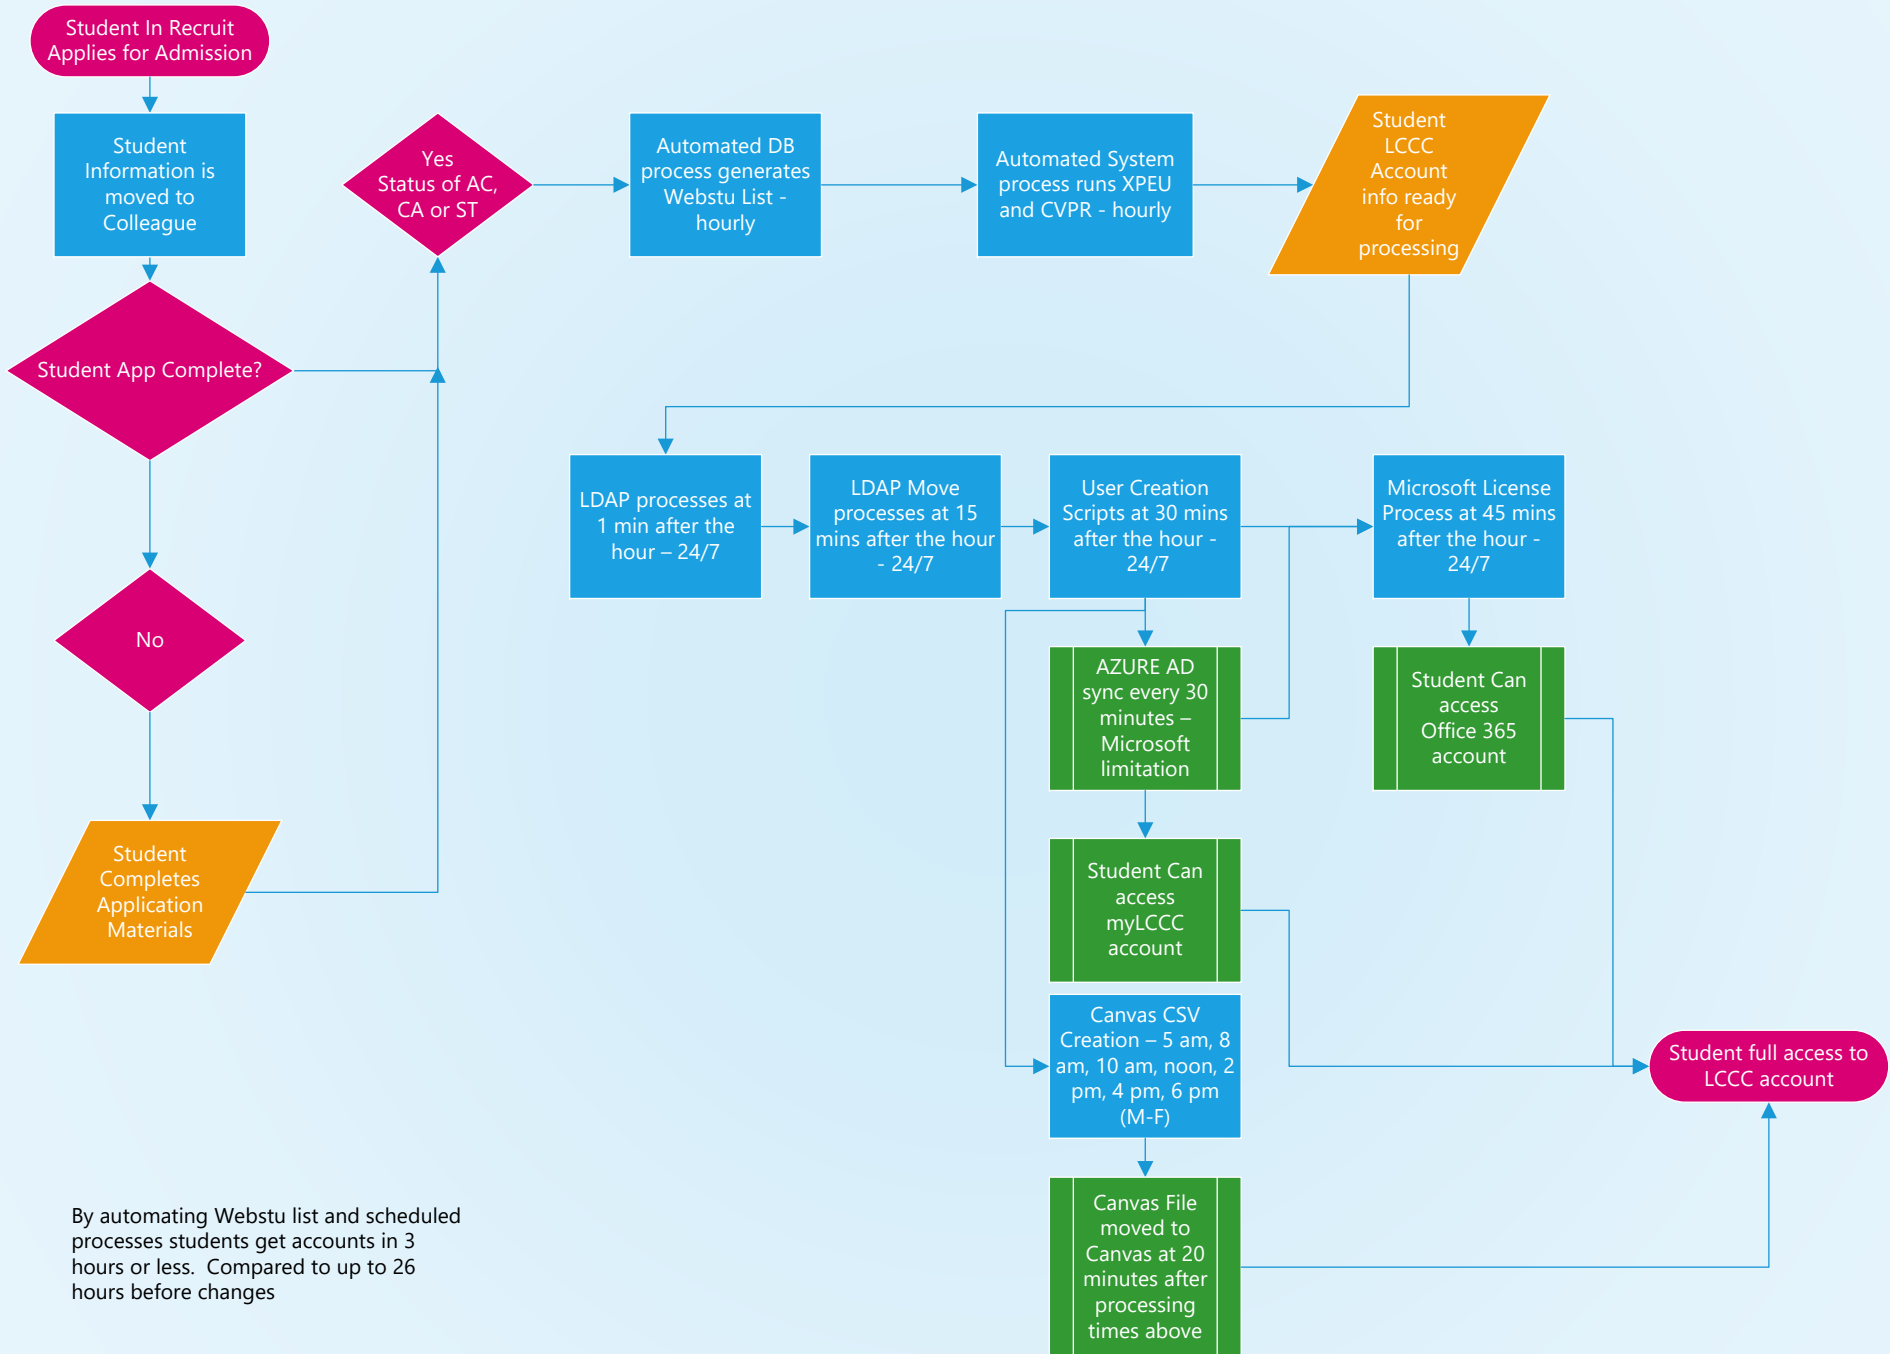 Student In Recruit
Applies for Admission
Student
Information is
moved to
Colleague
Student App Complete?
No
Student
Completes
Application
Materials
Yes
Status of AC,
CA or ST
Automated DB
process generates
Webstu List -
hourly
Automated System
process runs XPEU
and CVPR - hourly
Student
LCCC
Account
info ready
for
processing
LDAP processes at
1 min after the
hour – 24/7
LDAP Move
processes at 15
mins after the hour
- 24/7
User Creation
Scripts at 30 mins
after the hour -
24/7
Microsoft License
Process at 45 mins
after the hour -
24/7
AZURE AD
sync every 30
minutes –
Microsoft
limitation
Student Can
access
Office 365
account
Student Can
access
myLCCC
account
Canvas CSV
Creation – 5 am, 8
am, 10 am, noon, 2
pm, 4 pm, 6 pm
(M-F)
Student full access to
LCCC account
Canvas File
moved to
Canvas at 20
minutes after
processing
times above
By automating Webstu list and scheduled
processes students get accounts in 3
hours or less.  Compared to up to 26
hours before changes